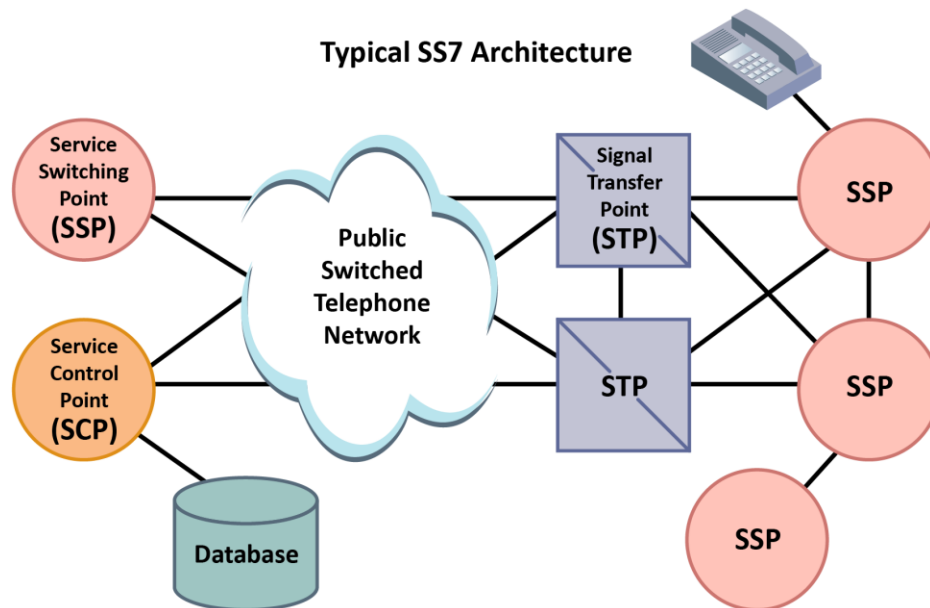 Typical SS7 Architecture
Service
Switching
Point
(SSP)
Public
Switched
Telephone
Network
Signal
Transfer
Point
(STP)
SSP
Service
Control
Point
(SCP)
STP
SSP
Database
SSP